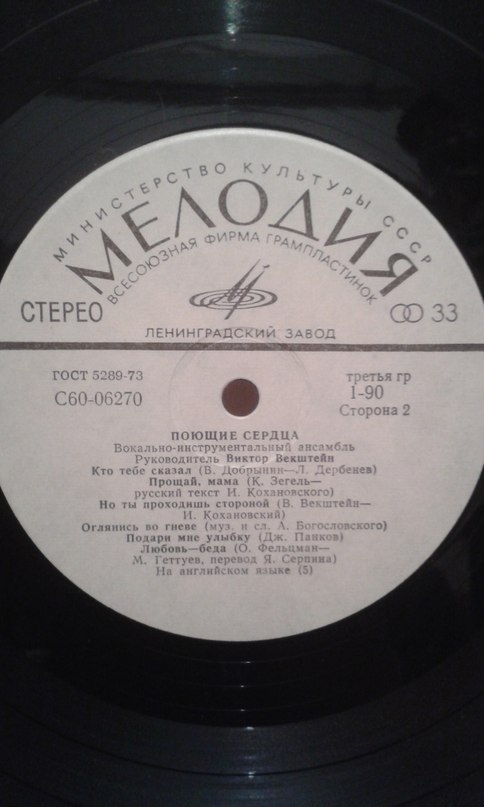 МИНИСТЕРСТВО КУЛЬТУРЫ СССР
МЕЛОДИЯ
ВСЕСОЮЗНАЯ ФИРМА ГРАМПЛАСТИНОК
СТЕРЕО
33
ЛЕНИНГРАДСКИЙ ЗАВОД
ГОСТ 5289-73
третья гр
С60-06270
1-90
Сторона 2
ПОЮЩИЕ СЕРДЦА
Вокально-инструментальный ансамбль
Руководитель Виктор Векштейн
Кто тебе сказал (В. Добрынин—Л. Дербенев)
Прощай, мама (К. Зегель—
русский текст И. Кохановского)
Но ты проходишь стороной (В. Векштейн—
И. Кохановский)
Оглянись во гневе (муз. и сл. А. Богословского)
Подари мне улыбку (Дж. Панков)
Любовь—беда (О. Фельцман—
М. Геттуев, перевод Я. Серпина)
На английском языке (5)